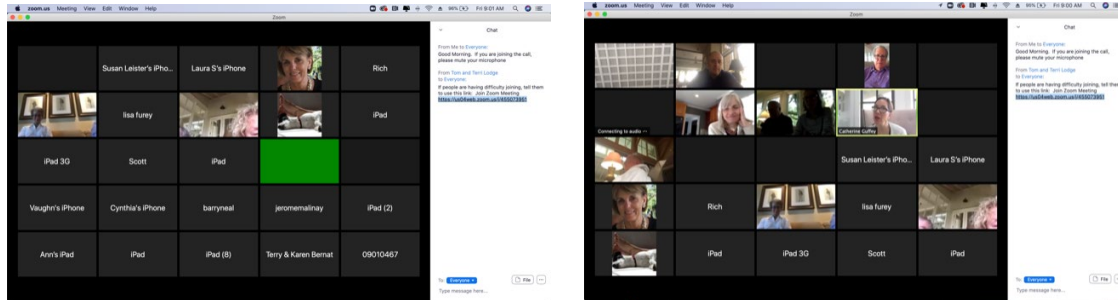 zoom.us Meeting View Edit Window Help
96% Fri 9:01 AM
Zoom
Susan Leister's iPho...
Laura S's iPhone
Rich
lisa furey
iPad
iPad 3G
Scott
iPad
Vaughn's iPhone
Cynthia's iPhone
barryneal
jeromemalinay
iPad (2)
Ann's iPad
iPad
iPad (8)
Terry & Karen Bernat
09010467
Chat
From Me to Everyone:
Good Morning. If you are joining the call,
please mute your microphone
From Tom and Terri Lodge
to Everyone:
If people are having difficulty joining, tell them
to use this link: Join Zoom Meeting
To: Everyone
File
Type message here...
zoom.us Meeting View Edit Window Help
Fri 9:00 AM
Zoom
Connecting to audio
Catherine Guffey
Susan Leister's iPho...
Laura S's iPhone
Rich
lisa furey
iPad
iPad 3G
Scott
iPad
Chat
From Me to Everyone:
Good Morning. If you are joining the call,
please mute your microphone
From Tom and Terri Lodge
to Everyone:
If people are having difficulty joining, tell them
to use this link: Join Zoom Meeting
To: Everyone
File
Type message here...